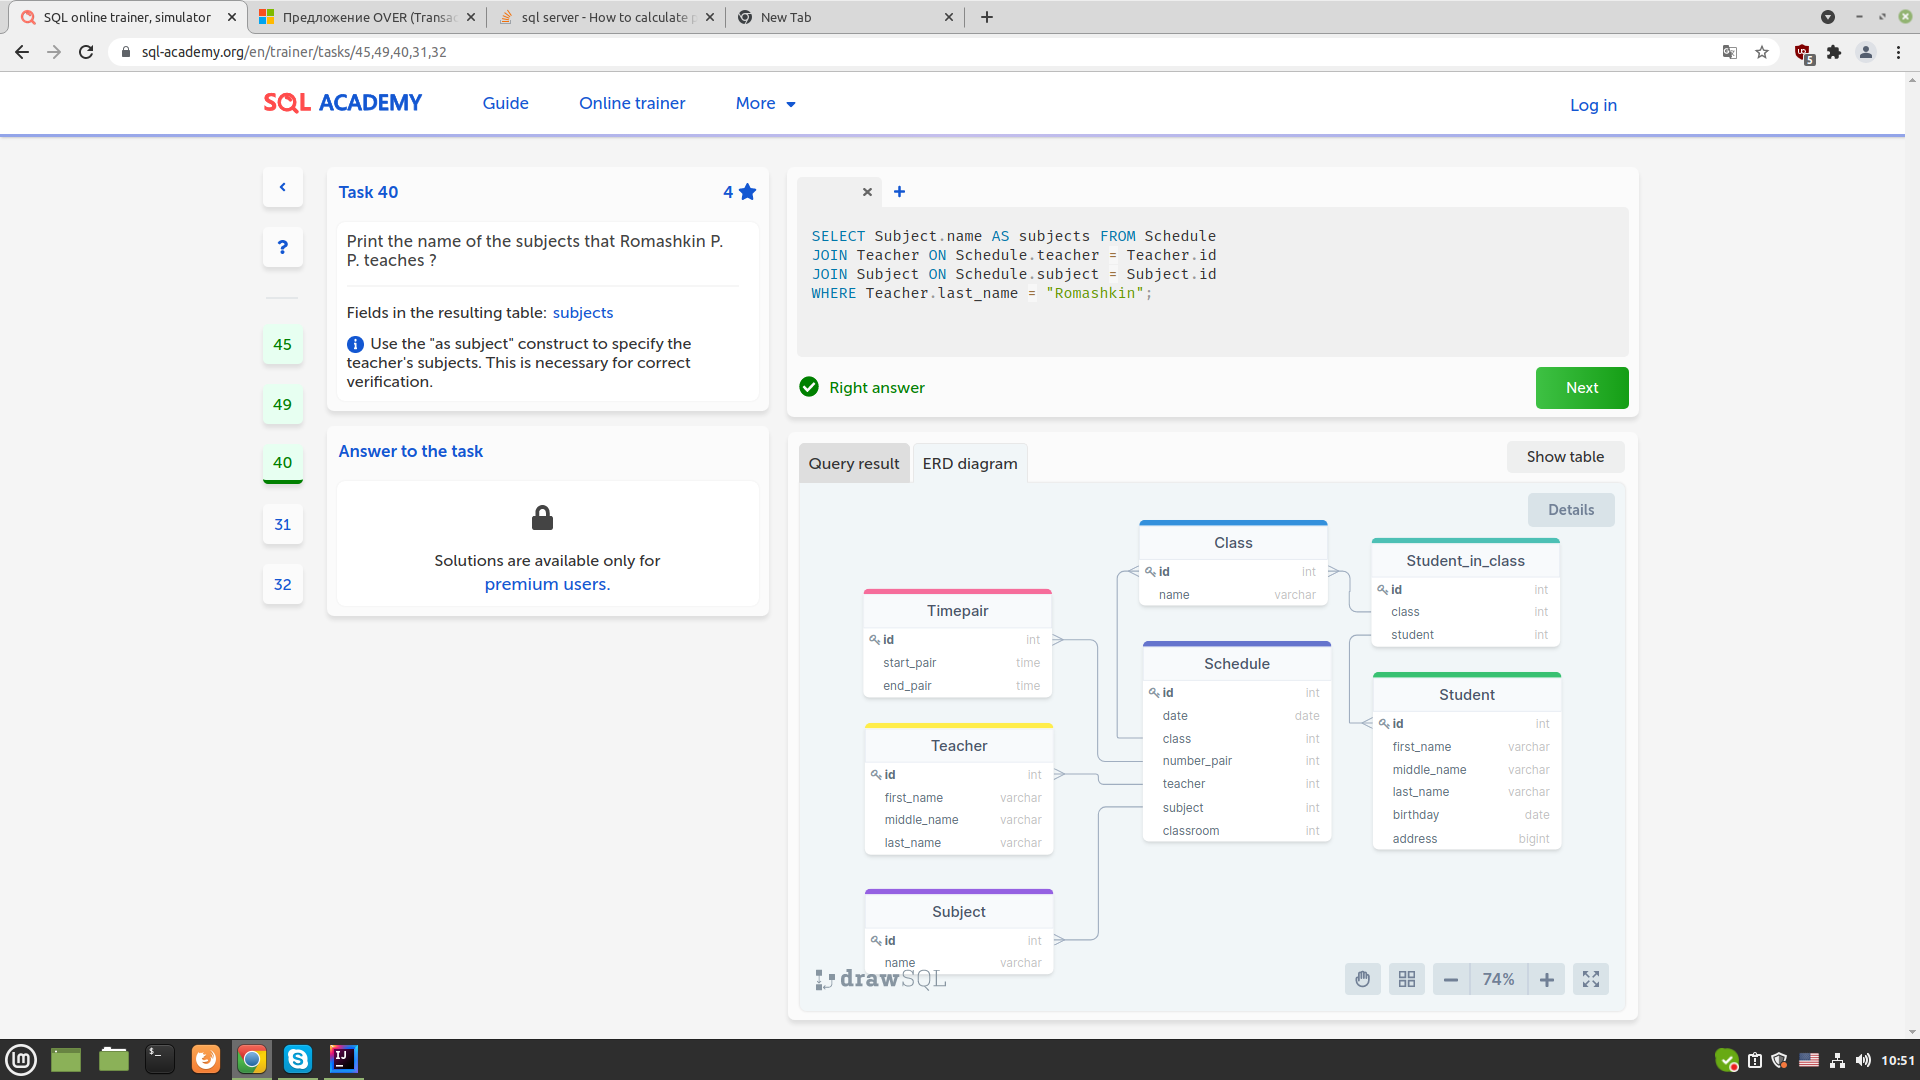 SQL online trainer, simulator
Предложение OVER (Transac
sql server - How to calculate p
New Tab
sql-academy.org/en/trainer/tasks/45,49,40,31,32
5
SQL ACADEMY
Guide
Online trainer
More
Log in
?
45
49
40
31
32
Task 40
4
Print the name of the subjects that Romashkin P.
P. teaches ?
Fields in the resulting table: subjects
Use the "as subject" construct to specify the
teacher's subjects. This is necessary for correct
verification.
Answer to the task
Solutions are available only for
premium users.
SELECT Subject.name AS subjects FROM Schedule
JOIN Teacher ON Schedule.teacher = Teacher.id
JOIN Subject ON Schedule.subject = Subject.id
WHERE Teacher.last_name = "Romashkin";
Right answer
Next
Query result
ERD diagram
Show table
Details
Timepair
id int
start_pair time
end_pair time
Teacher
id int
first_name varchar
middle_name varchar
last_name varchar
Subject
id int
name varchar
Class
id int
name varchar
Schedule
id int
date date
class int
number_pair int
teacher int
subject int
classroom int
Student_in_class
id int
class int
student int
Student
id int
first_name varchar
middle_name varchar
last_name varchar
birthday date
address bigint
drawSQL
74%
IJ
10:51